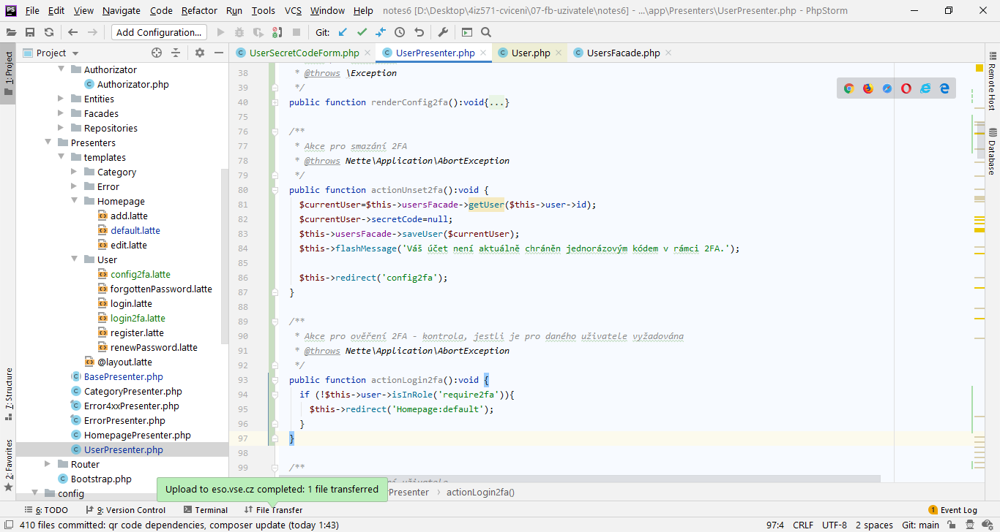 PS File Edit View Navigate Code Refactor Run Tools VCS Window Help notes6 [D:\Desktop\4iz571-cviceni\07-fb-uzivatele\notes6] - ...\app\Presenters\UserPresenter.php - PhpStorm
Add Configuration... Git:
Project
UserSecretCodeForm.php UserPresenter.php User.php UsersFacade.php
1: Project
7: Structure
2: Favorites
Authorizator
Authorizator.php
Entities
Facades
Repositories
Presenters
templates
Category
Error
Homepage
add.latte
default.latte
edit.latte
User
config2fa.latte
forgottenPassword.latte
login.latte
login2fa.latte
register.latte
renewPassword.latte
@layout.latte
BasePresenter.php
CategoryPresenter.php
Error4xxPresenter.php
ErrorPresenter.php
HomepagePresenter.php
UserPresenter.php
Router
Bootstrap.php
config
38 * @throws \Exception
39 */
40 public function renderConfig2fa():void{...}
75
76 /**
77 * Akce pro smazání 2FA
78 * @throws Nette\Application\AbortException
79 */
80 public function actionUnset2fa():void {
81 $currentUser=$this->usersFacade->getUser($this->user->id);
82 $currentUser->secretCode=null;
83 $this->usersFacade->saveUser($currentUser);
84 $this->flashMessage('Váš účet není aktuálně chráněn jednorázovým kódem v rámci 2FA.');
85
86 $this->redirect('config2fa');
87 }
88
89 /**
90 * Akce pro ověření 2FA - kontrola, jestli je pro daného uživatele vyžadována
91 * @throws Nette\Application\AbortException
92 */
93 public function actionLogin2fa():void {
94 if (!$this->user->isInRole('require2fa')){
95 $this->redirect('Homepage:default');
96 }
97 }
98
99 /**
Remote Host
Database
Upload to eso.vse.cz completed: 1 file transferred
rPresenter actionLogin2fa()
6: TODO 9: Version Control Terminal File Transfer 1 Event Log
410 files committed: qr code dependencies, composer update (today 1:43) 97:4 CRLF UTF-8 2 spaces Git: main